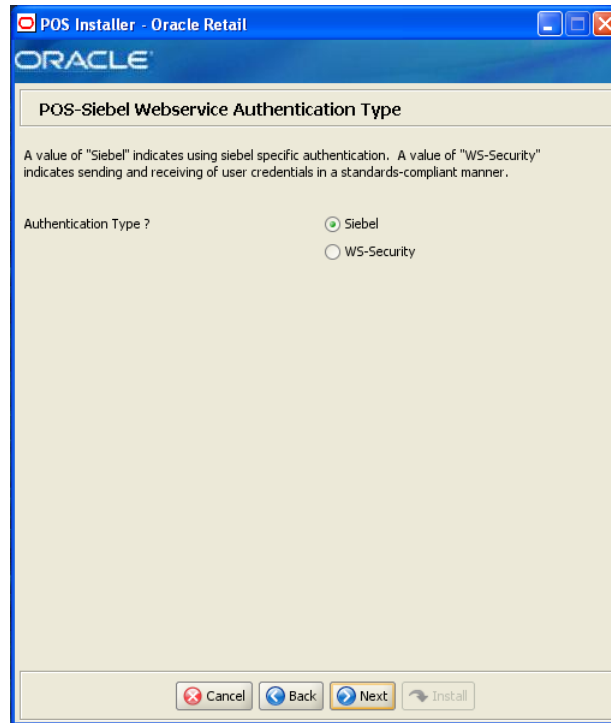 POS Installer - Oracle Retail
ORACLE
POS-Siebel Webservice Authentication Type
A value of "Siebel" indicates using siebel specific authentication. A value of "WS-Security"
indicates sending and receiving of user credentials in a standards-compliant manner.
Authentication Type ?
Siebel
WS-Security
Cancel
Back
Next
Install